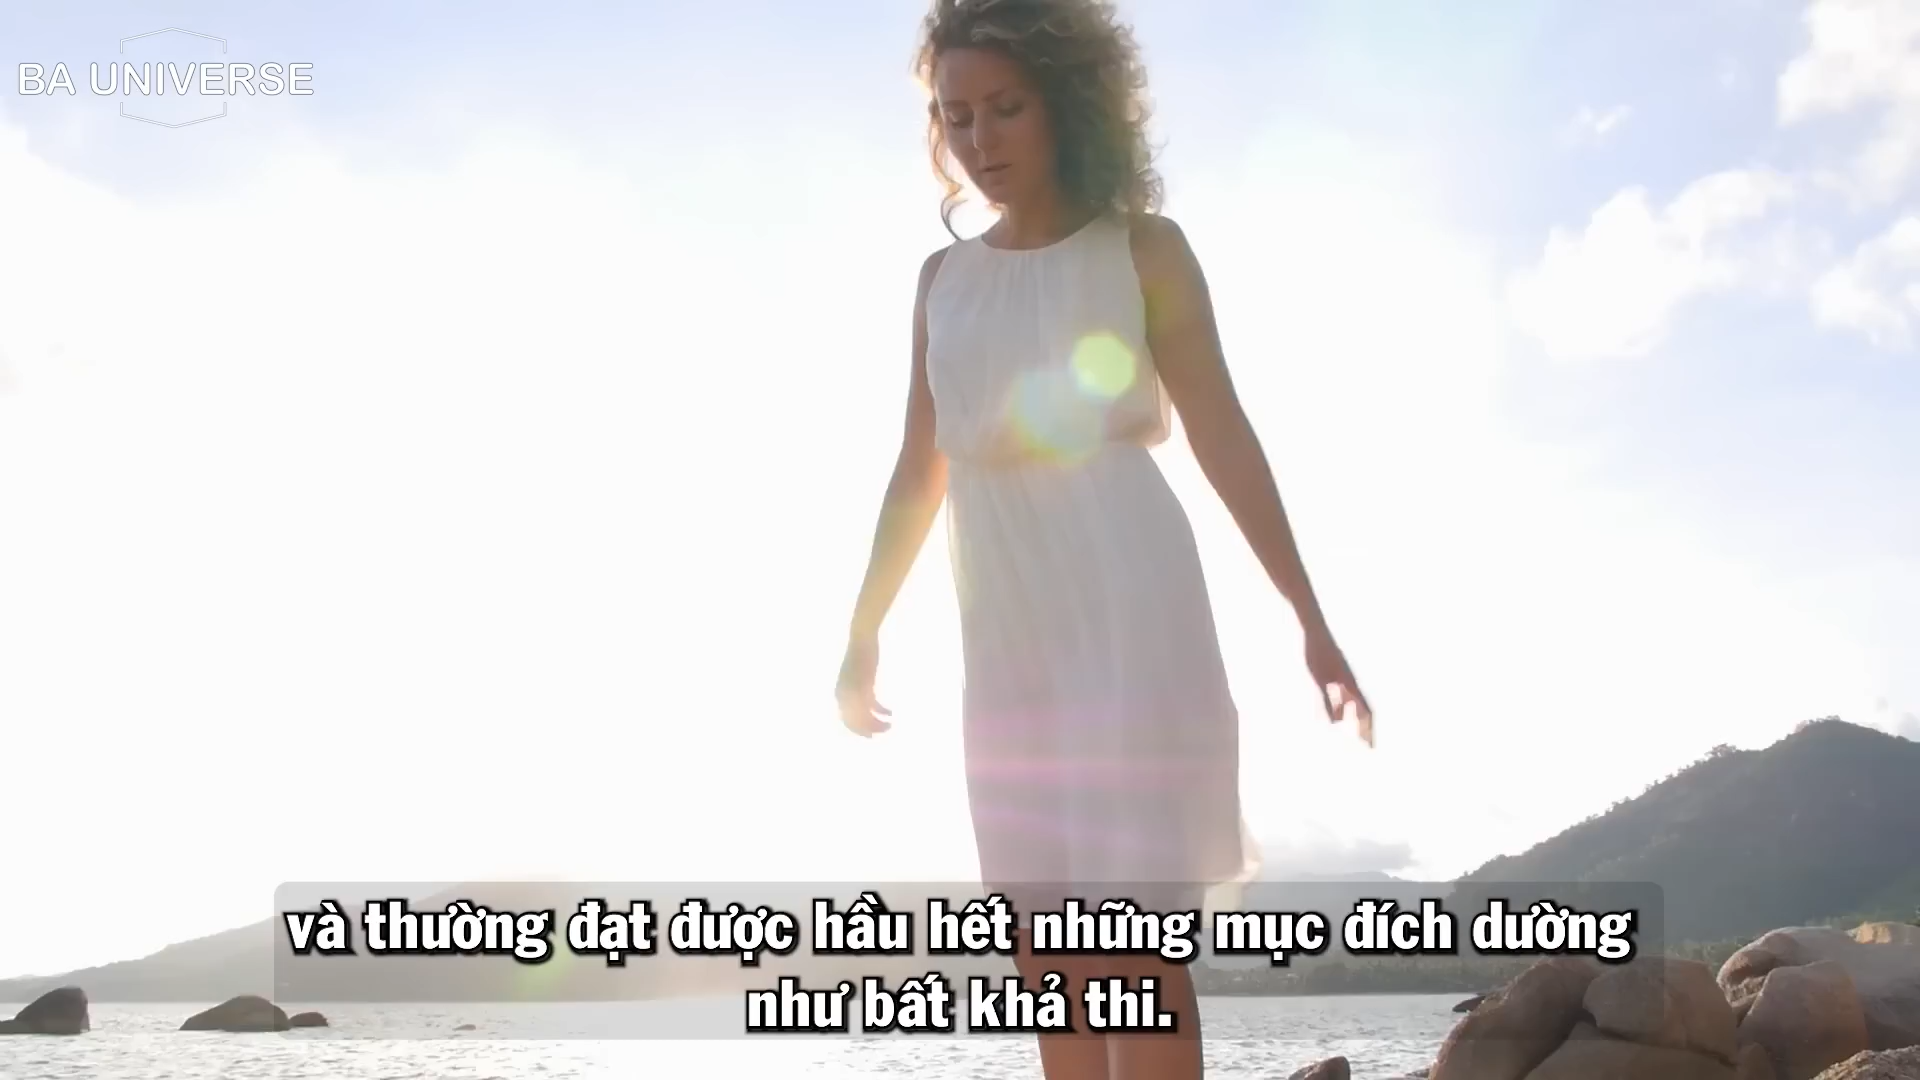 BA UNIVERSE
và thường đạt được hầu hết những mục đích dường
như bất khả thi.